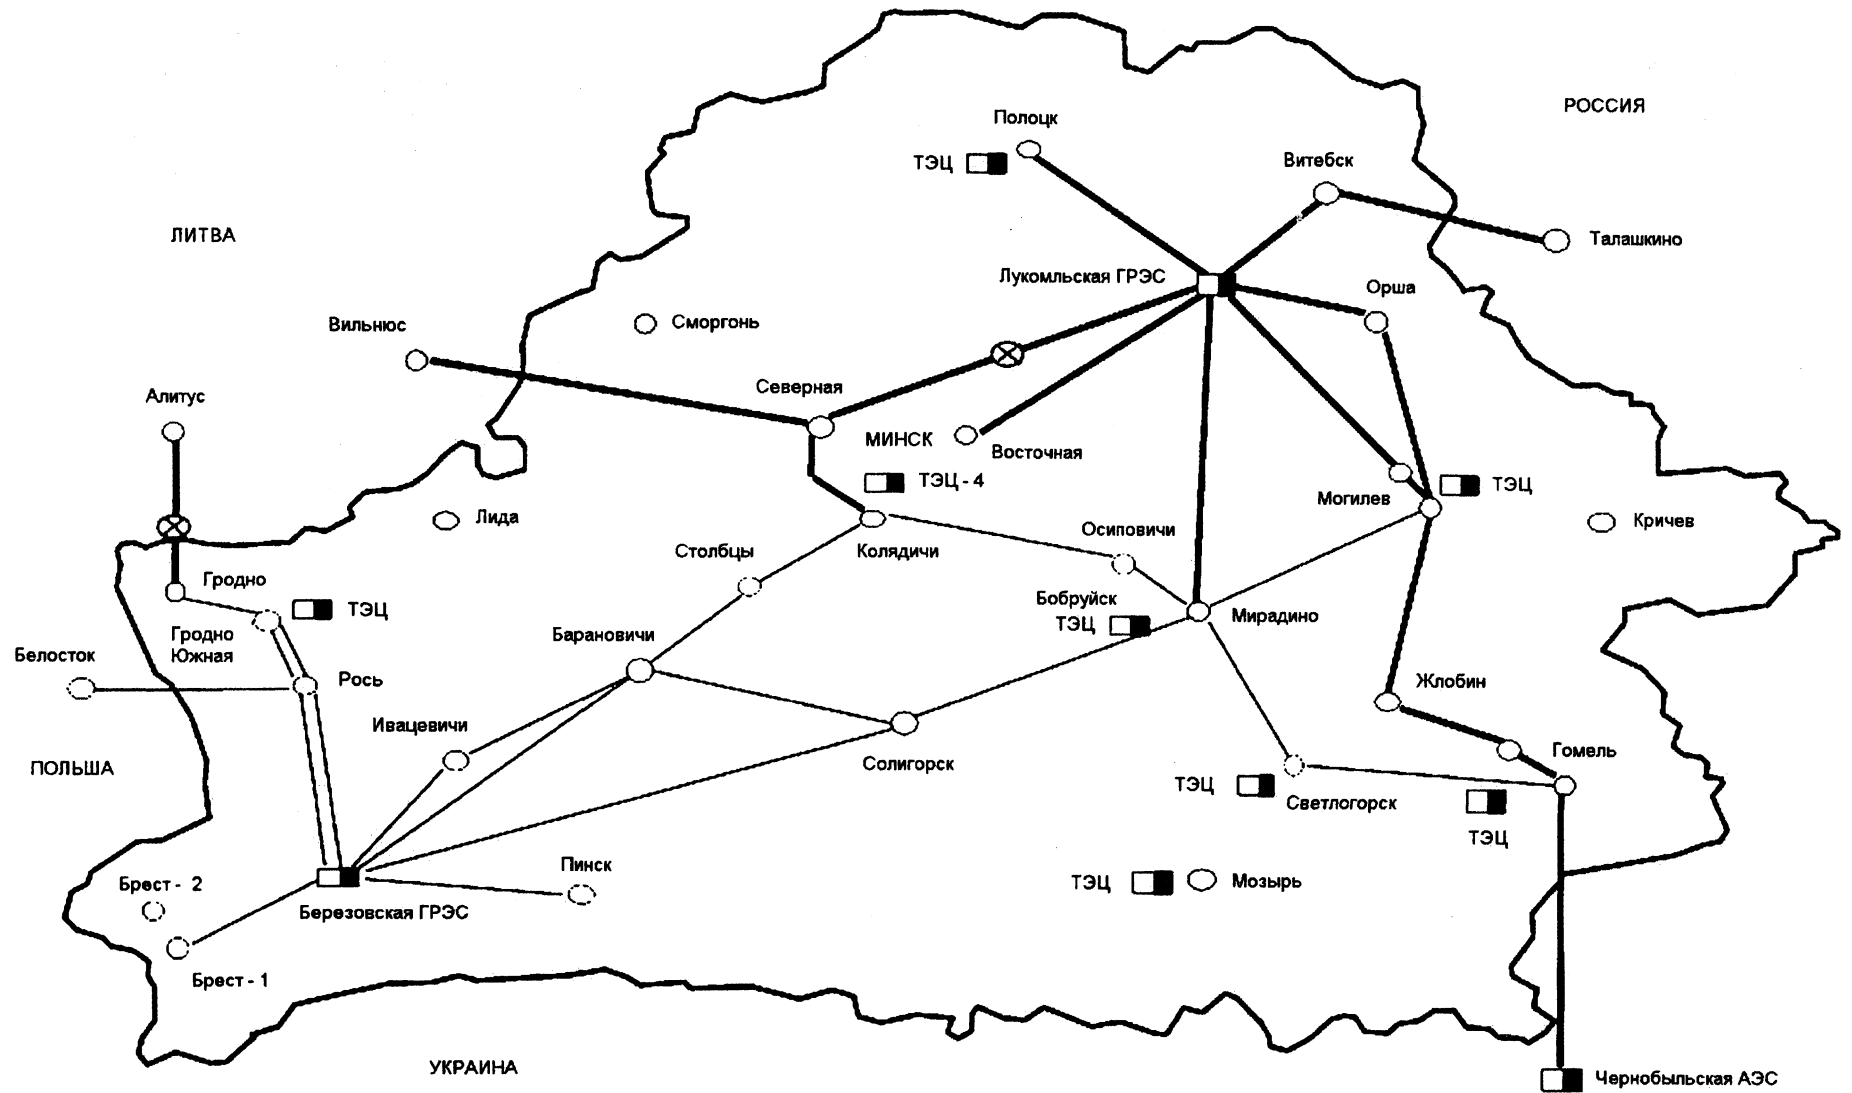 РОССИЯ
Полоцк
ТЭЦ
Витебск
ЛИТВА
Талашкино
Лукомльская ГРЭС
Орша
Вильнюс
Сморгонь
Северная
Алитус
МИНСК
Восточная
ТЭЦ - 4
Могилев
ТЭЦ
Лида
Кричев
Осиповичи
Столбцы
Колядичи
Гродно
Бобруйск
ТЭЦ
ТЭЦ
Мирадино
Гродно
Южная
Барановичи
Белосток
Рось
Жлобин
Ивацевичи
Гомель
ПОЛЬША
Солигорск
ТЭЦ
Светлогорск
ТЭЦ
Пинск
Брест - 2
ТЭЦ
Мозырь
Березовская ГРЭС
Брест - 1
УКРАИНА
Чернобыльская АЭС